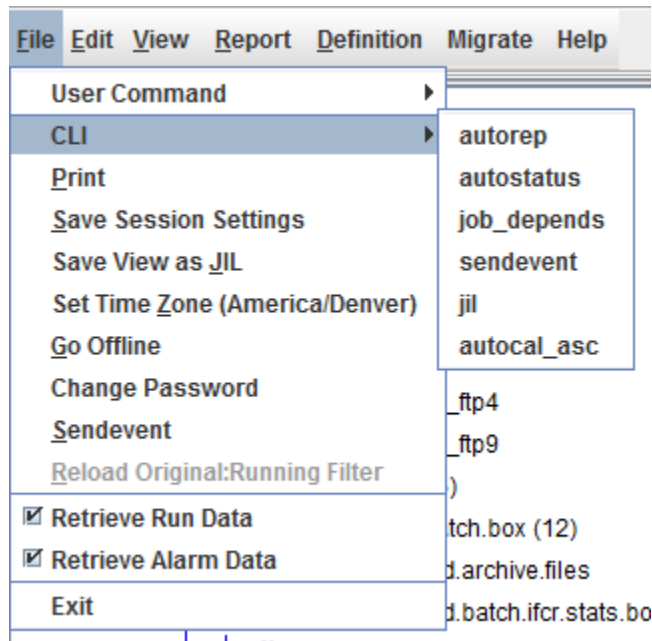 File Edit View Report Definition Migrate Help
User Command
CLI
Print
Save Session Settings
Save View as JIL
Set Time Zone (America/Denver)
Go Offline
Change Password
Sendevent
Reload Original:Running Filter
Retrieve Run Data
Retrieve Alarm Data
Exit
autorep
autostatus
job_depends
sendevent
jil
autocal_asc
_ftp4
_ftp9
)
tch.box (12)
d.archive.files
d.batch.ifcr.stats.bo